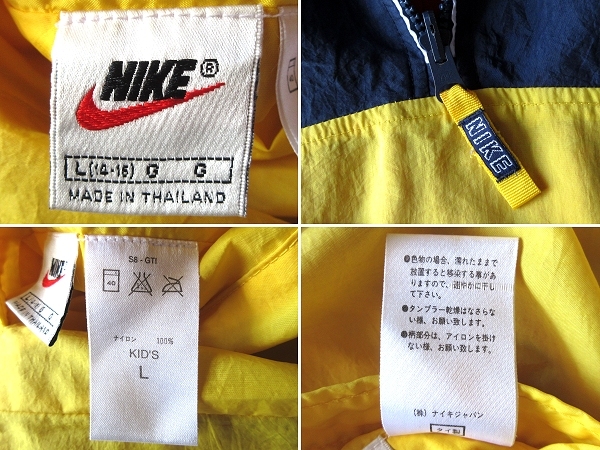 NIKE®
L(14-16) G G
MADE IN THAILAND
NIKE
NIKE
S8-GTI
40
ナイロン 100%
KID'S
L
●色物の場合、濡れたままで
放置すると移染する事が
ありますので、速やかに干し
て下さい。
●タンブラー乾燥はなさらな
い様、お願い致します。
●柄部分は、アイロンを掛け
ない様、お願い致します。
(株)ナイキジャパン
タイ製